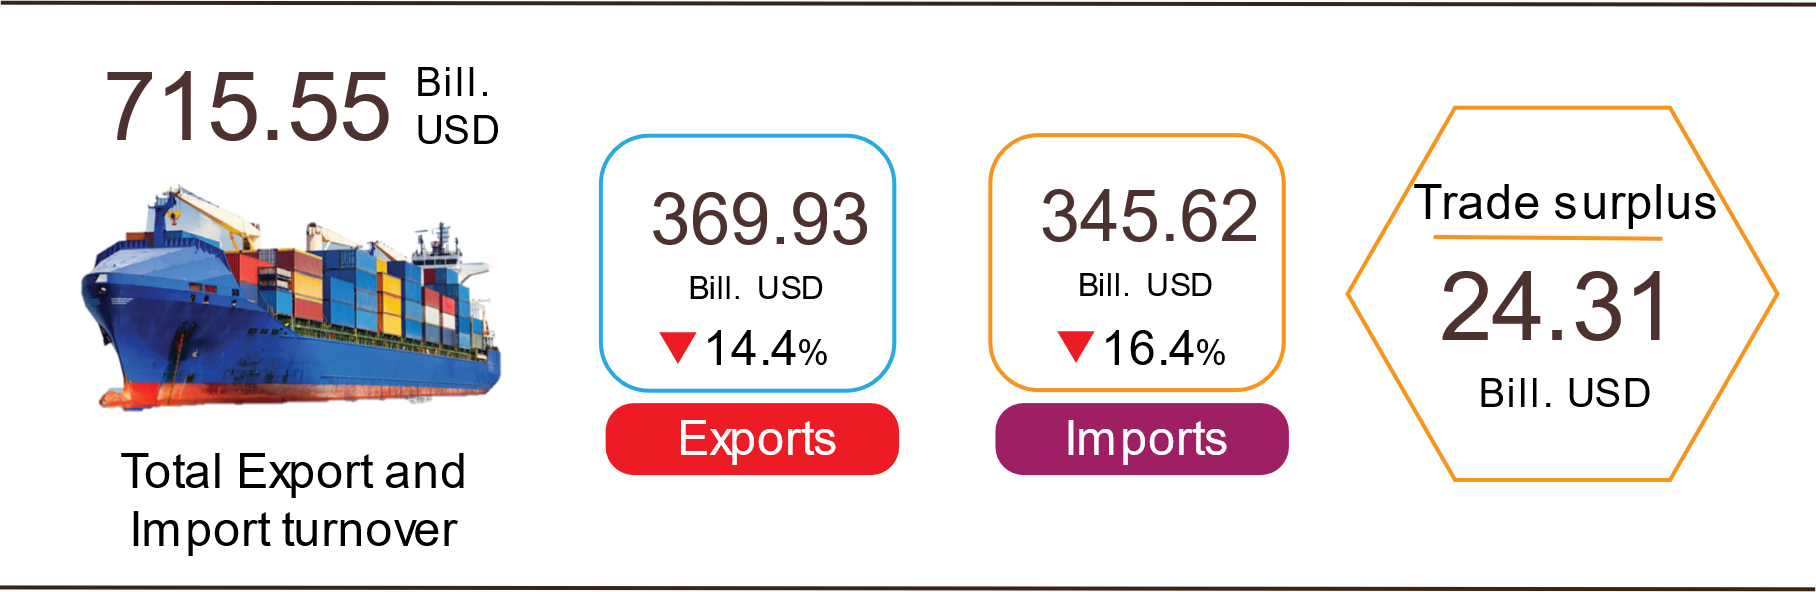 715.55
Bill.
USD
Total Export and
Import turnover
369.93
Bill. USD
▼14.4%
Exports
345.62
Bill. USD
▼16.4%
Imports
Trade surplus
24.31
Bill. USD